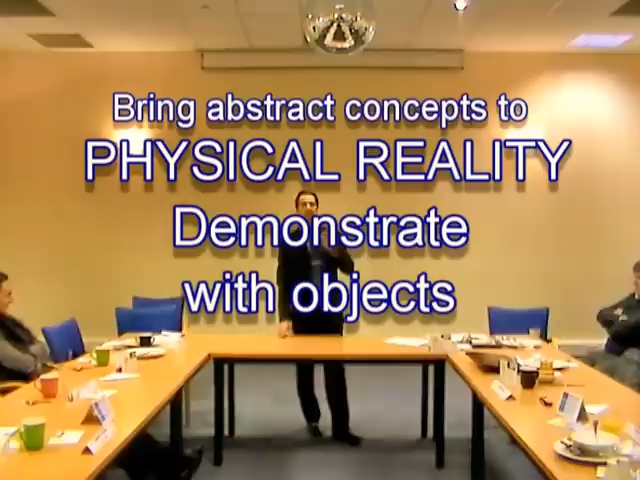 Bring abstract concepts to
PHYSICAL REALITY
Demonstrate
with objects